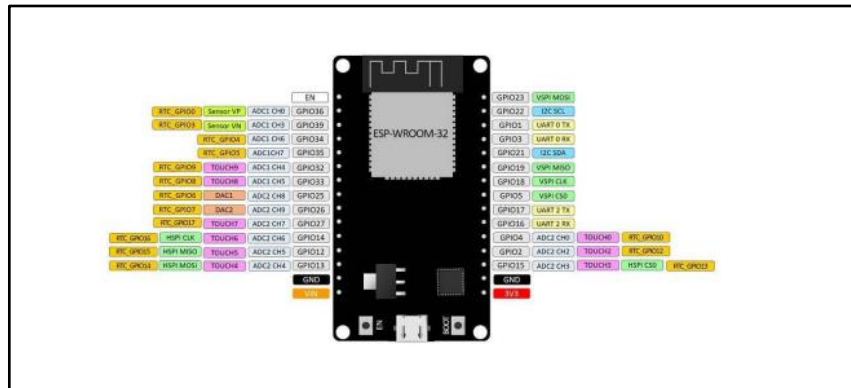 EN GPIO23 VSPI MOSI
RTC_GPIO0 Sensor VP ADC1 CH0 GPIO36 GPIO22 I2C SCL
RTC_GPIO3 Sensor VN ADC1 CH3 GPIO39 GPIO1 UART 0 TX
RTC_GPIO4 ADC1 CH6 GPIO34 GPIO3 UART 0 RX
RTC_GPIO5 ADC1CH7 GPIO35 GPIO21 I2C SDA
RTC_GPIO9 TOUCH9 ADC1 CH4 GPIO32 GPIO19 VSPI MISO
RTC_GPIO8 TOUCH8 ADC1 CH5 GPIO33 GPIO18 VSPI CLK
RTC_GPIO6 DAC1 ADC2 CH8 GPIO25 GPIO5 VSPI CS0
RTC_GPIO7 DAC2 ADC2 CH9 GPIO26 GPIO17 UART 2 TX
RTC_GPIO17 TOUCH7 ADC2 CH7 GPIO27 GPIO16 UART 2 RX
RTC_GPIO16 HSPI CLK TOUCH6 ADC2 CH6 GPIO14 GPIO4 ADC2 CH0 TOUCH0 RTC_GPIO10
RTC_GPIO15 HSPI MISO TOUCH5 ADC2 CH5 GPIO12 GPIO2 ADC2 CH2 TOUCH2 RTC_GPIO12
RTC_GPIO14 HSPI MOSI TOUCH4 ADC2 CH4 GPIO13 GPIO15 ADC2 CH3 TOUCH3 HSPI CS0 RTC_GPIO13
GND GND
VIN 3V3
ESP-WROOM-32
EN BOOT